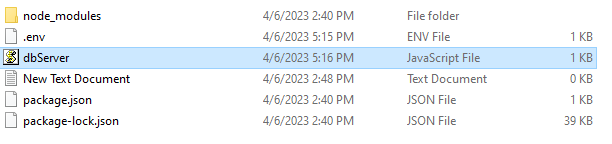 node_modules 4/6/2023 2:40 PM File folder
.env 4/6/2023 5:15 PM ENV File 1 KB
dbServer 4/6/2023 5:16 PM JavaScript File 1 KB
New Text Document 4/6/2023 2:48 PM Text Document 0 KB
package.json 4/6/2023 2:40 PM JSON File 1 KB
package-lock.json 4/6/2023 2:40 PM JSON File 39 KB